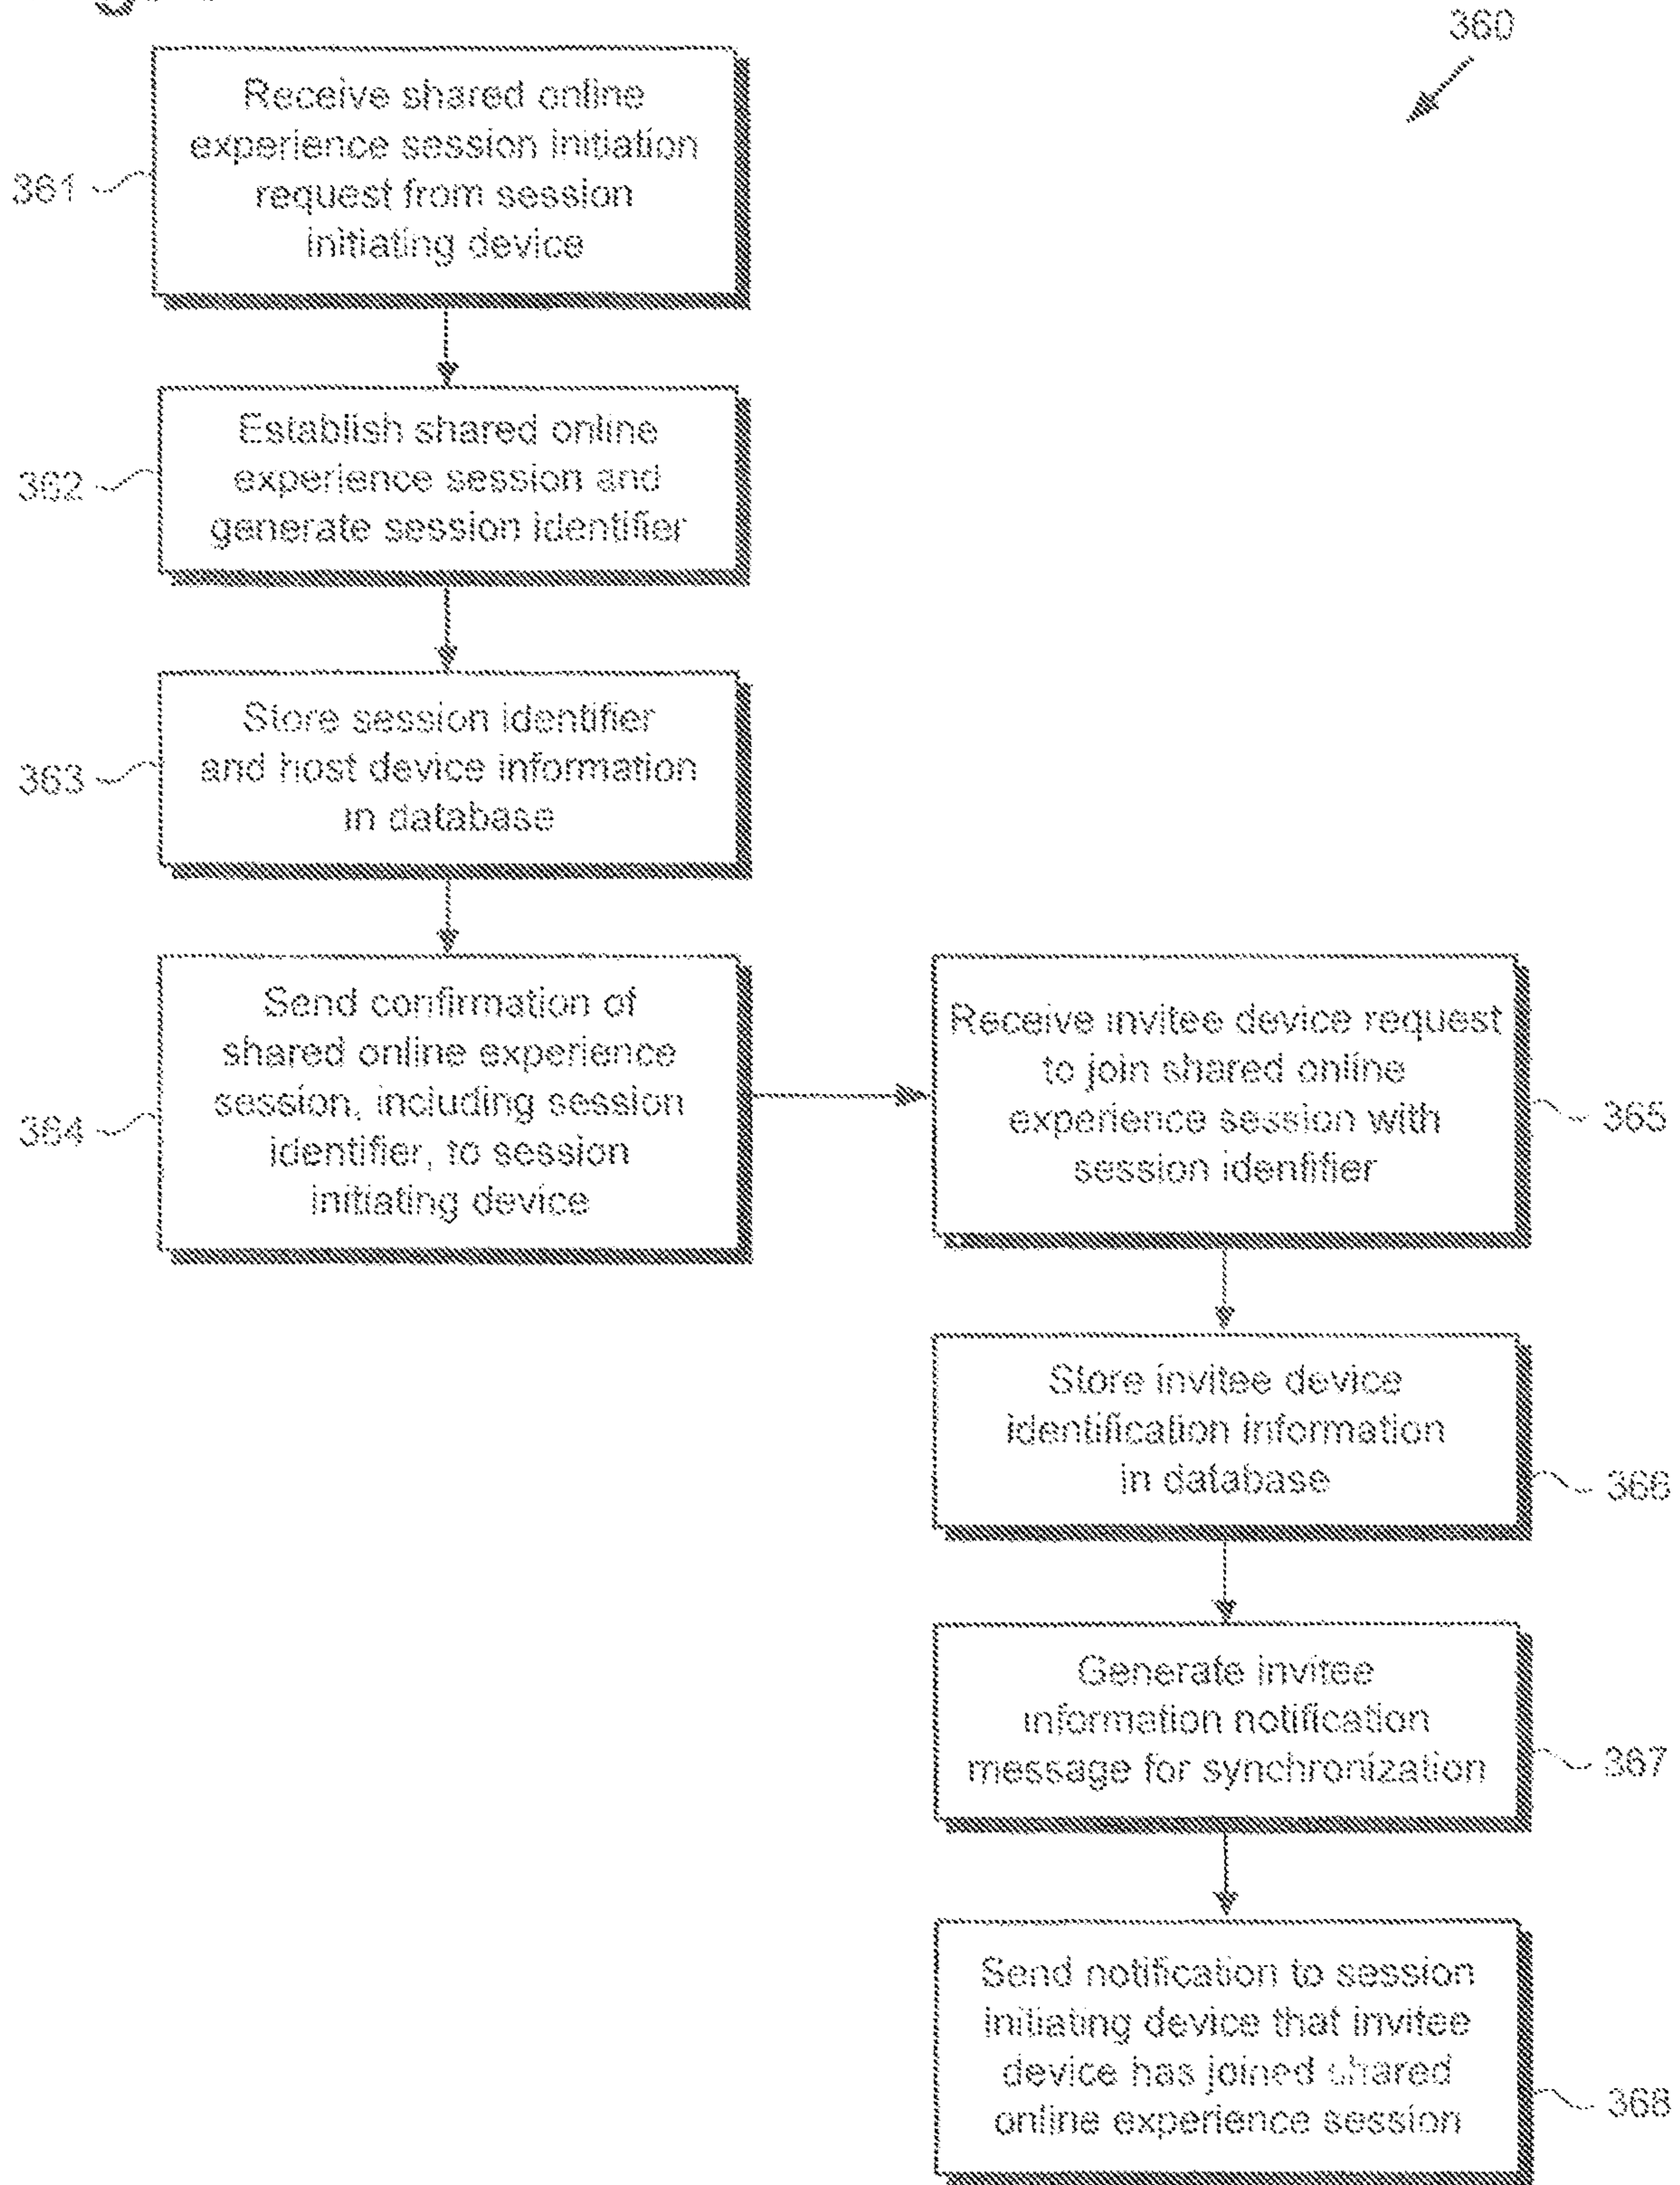 360
Receive shared online
experience session initiation
request from session
initiating device
361
Establish shared online
experience session and
generate session identifier
362
Store session identifier
and host device information
in database
363
Send confirmation of
shared online experience
session, including session
identifier, to session
initiating device
364
Receive invitee device request
to join shared online
experience session with
session identifier
365
Store invitee device
identification information
in database
366
Generate invitee
information notification
message for synchronization
367
Send notification to session
initiating device that invitee
device has joined shared
online experience session
368